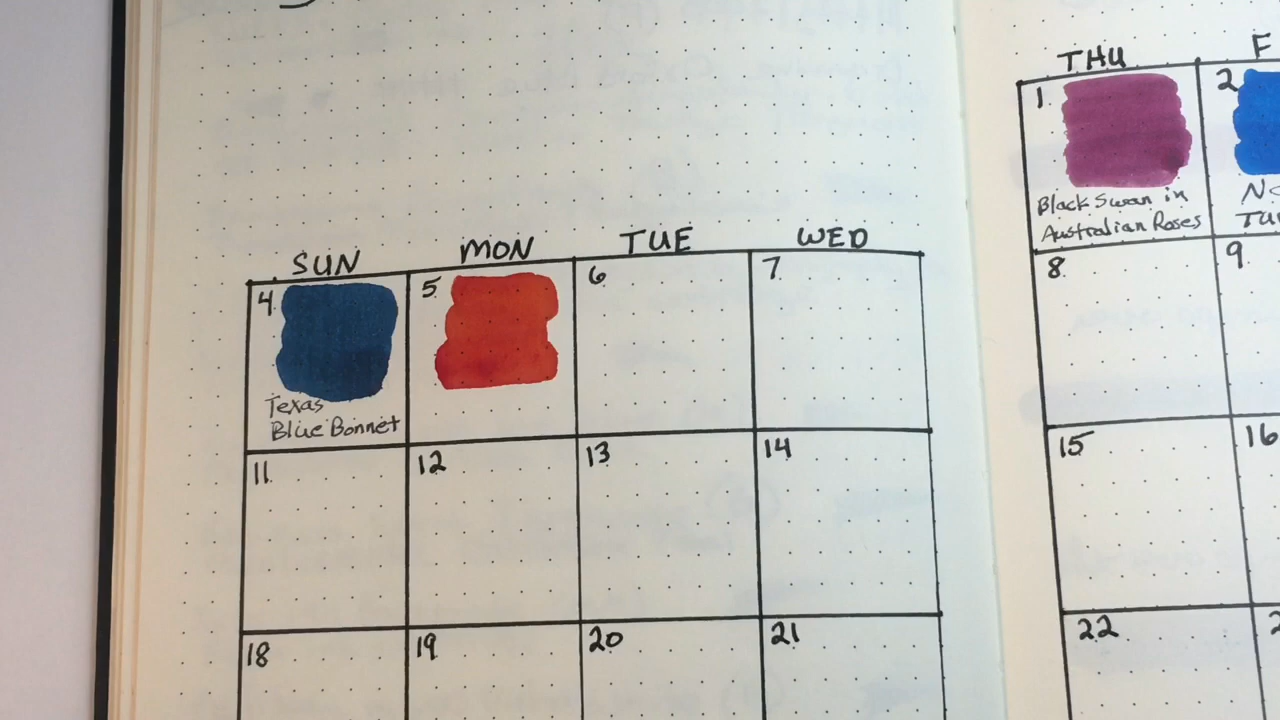 SUN MON TUE WED
4 5 6 7
Texas
Blue Bonnet
11 12 13 14
18 19 20 21
THU F
1 2
Black Swan in
Australian Roses
8 9
15 16
22